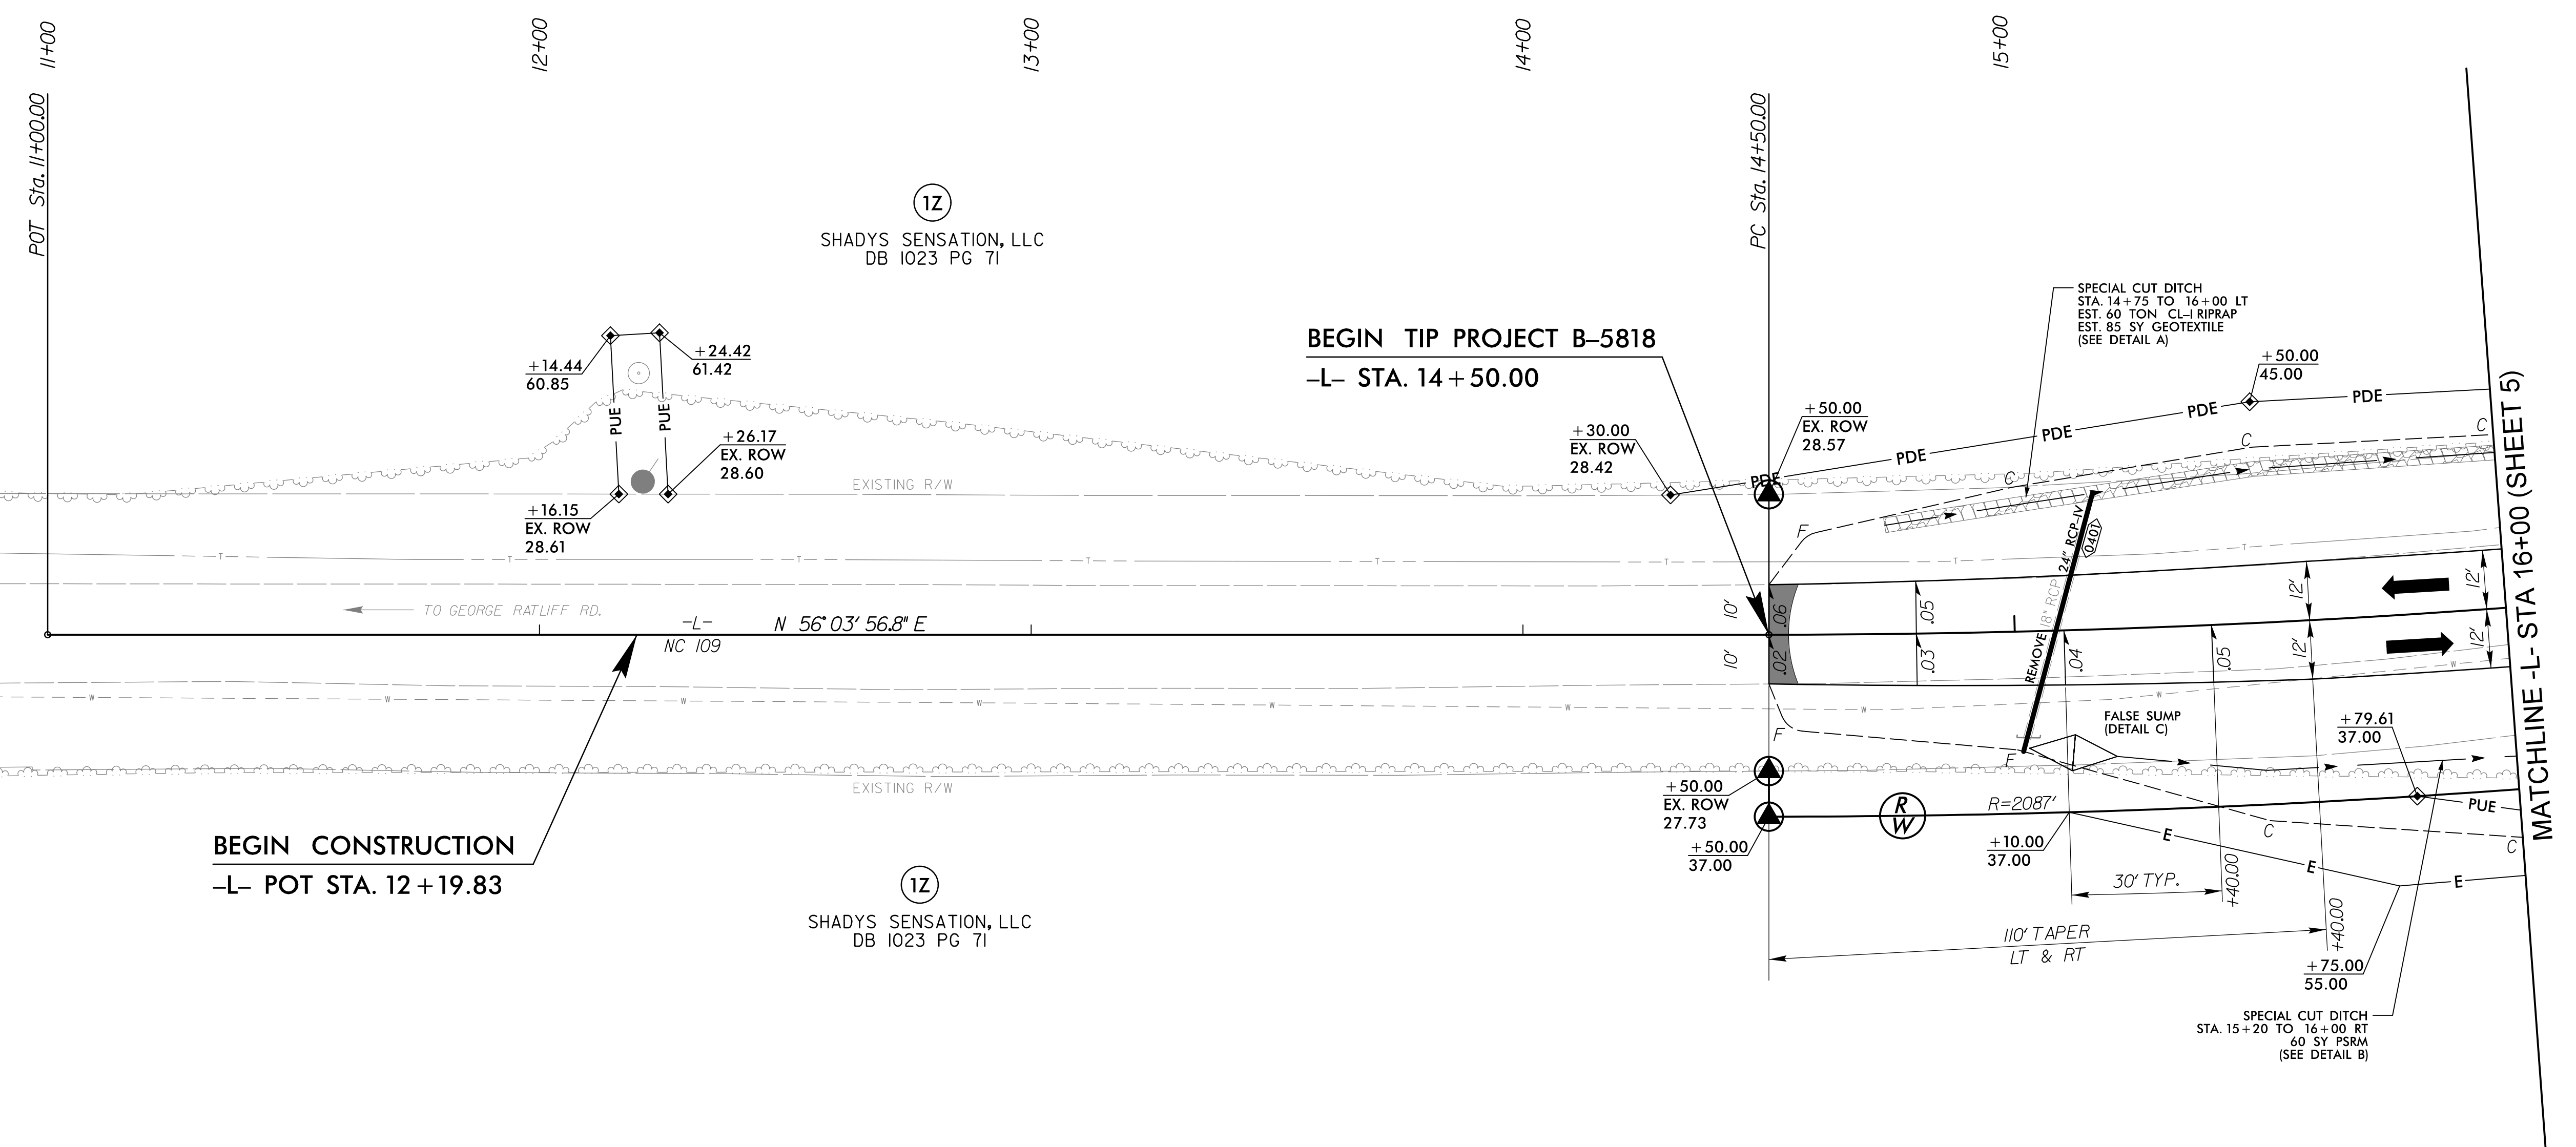 11+00
12+00
13+00
14+00
15+00
POT Sta. 11+00.00
PC Sta. 14+50.00
1Z
SHADYS SENSATION, LLC
DB 1023 PG 71
SPECIAL CUT DITCH
STA. 14+75 TO 16+00 LT
EST. 60 TON CL-I RIPRAP
EST. 85 SY GEOTEXTILE
(SEE DETAIL A)
BEGIN TIP PROJECT B-5818
-L- STA. 14+50.00
+14.44
60.85
+24.42
61.42
PUE
PUE
+26.17
EX. ROW
28.60
+16.15
EX. ROW
28.61
EXISTING R/W
+30.00
EX. ROW
28.42
+50.00
EX. ROW
28.57
+50.00
45.00
PDE
PDE
PDE
PDE
PDE
C
C
C
F
T
T
T
T
T
T
T
T
24" RCP-IV
0401
REMOVE 18" RCP
TO GEORGE RATLIFF RD.
-L-
NC 109
N 56° 03' 56.8" E
10'
10'
.06
.02
.05
.03
.04
.05
12'
12'
12'
12'
W
W
W
W
W
W
W
W
W
F
F
FALSE SUMP
(DETAIL C)
+79.61
37.00
PUE
EXISTING R/W
+50.00
EX. ROW
27.73
+50.00
37.00
R
W
R=2087'
+10.00
37.00
E
E
E
C
C
30' TYP.
+40.00
110' TAPER
LT & RT
+40.00
+75.00
55.00
BEGIN CONSTRUCTION
-L- POT STA. 12+19.83
1Z
SHADYS SENSATION, LLC
DB 1023 PG 71
SPECIAL CUT DITCH
STA. 15+20 TO 16+00 RT
60 SY PSRM
(SEE DETAIL B)
MATCHLINE -L- STA 16+00 (SHEET 5)